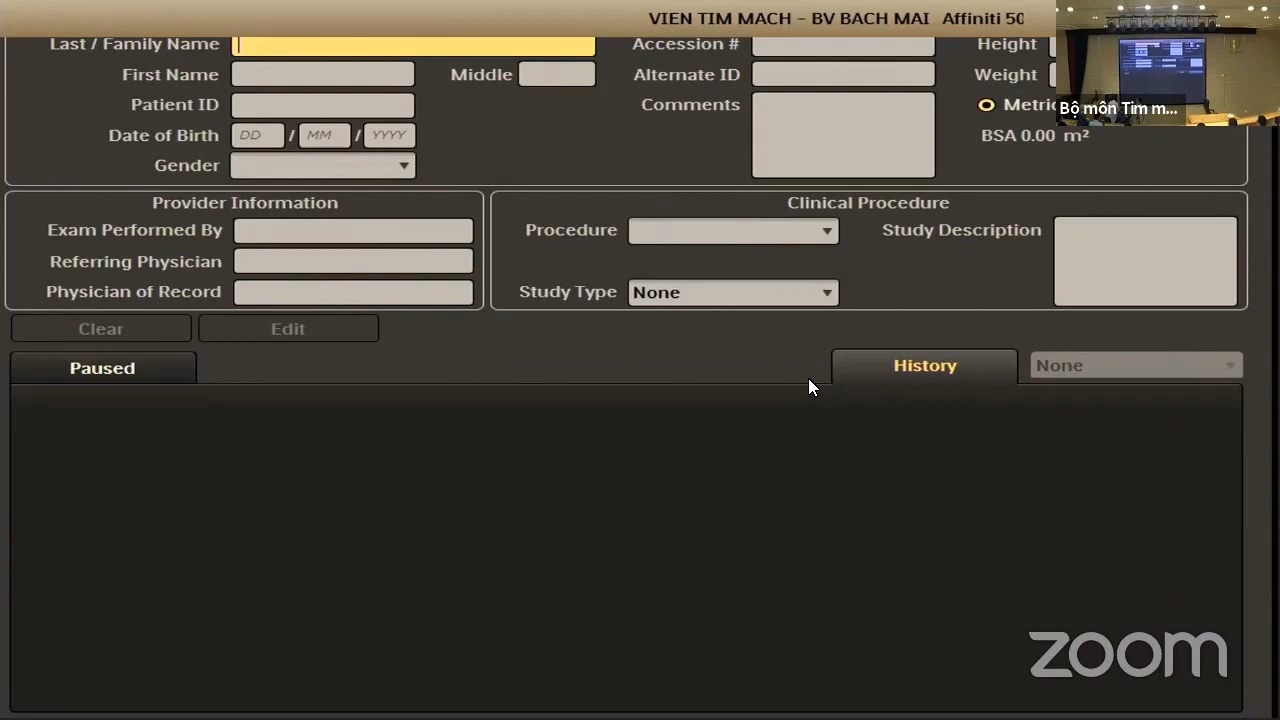 VIEN TIM MACH - BV BACH MAI Affiniti 50
Last / Family Name
Accession #
Height
First Name
Middle
Alternate ID
Weight
Patient ID
Comments
Metric
Bộ môn Tim m...
Date of Birth
DD / MM / YYYY
BSA 0.00 m²
Gender
Provider Information
Clinical Procedure
Exam Performed By
Procedure
Study Description
Referring Physician
Physician of Record
Study Type
None
Clear
Edit
Paused
History
None
zoom